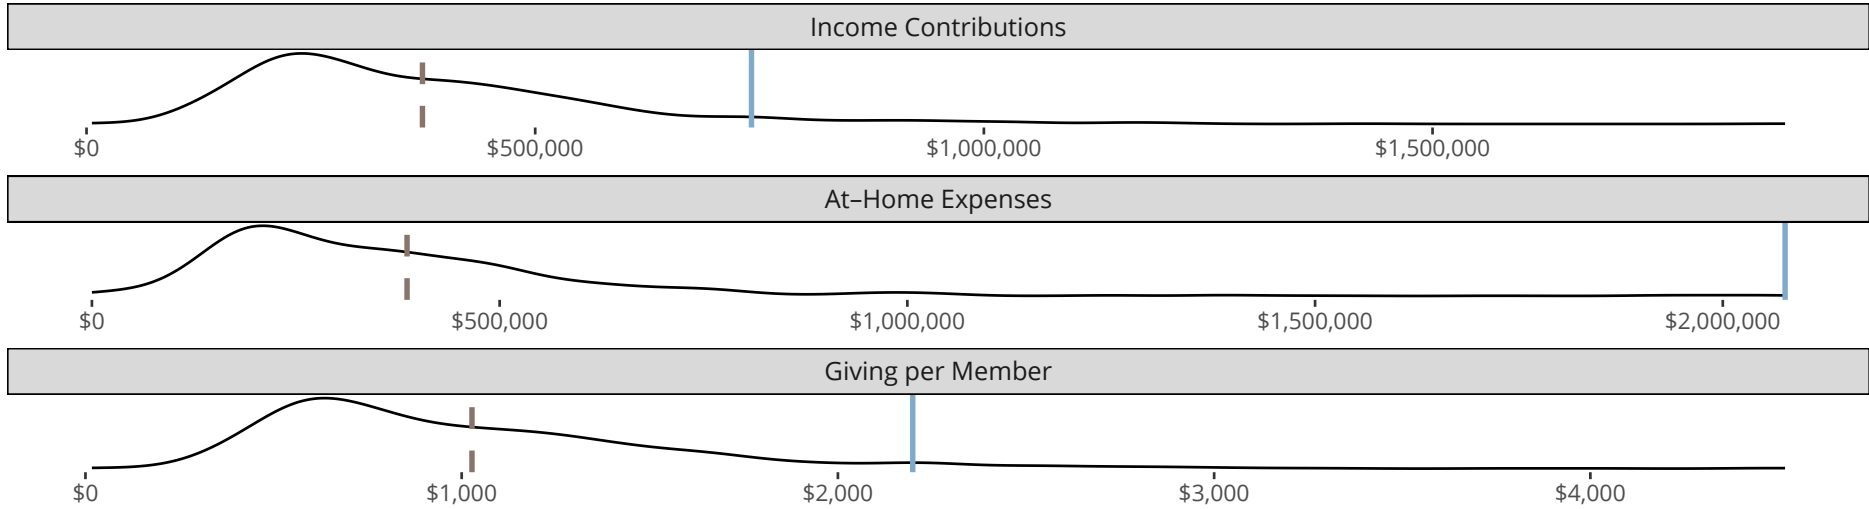 Income Contributions
$0 $500,000 $1,000,000 $1,500,000
At–Home Expenses
$0 $500,000 $1,000,000 $1,500,000 $2,000,000
Giving per Member
$0 $1,000 $2,000 $3,000 $4,000